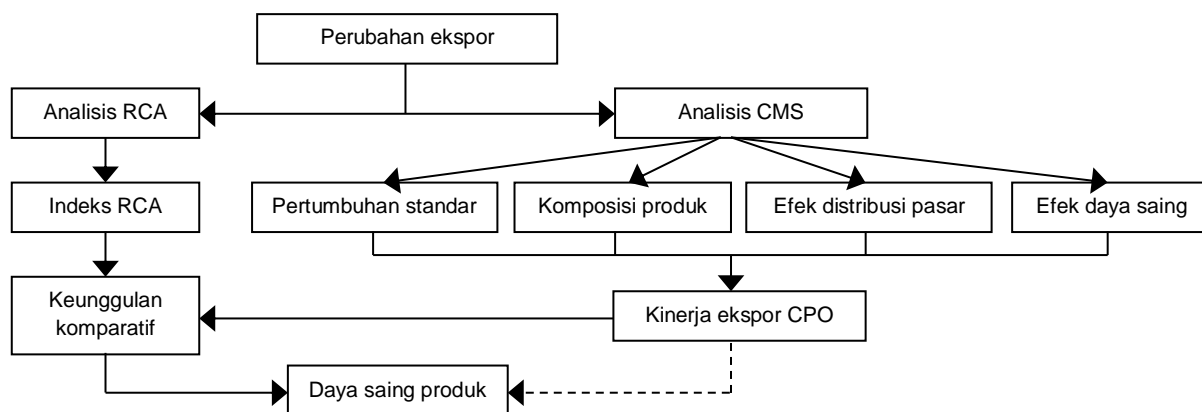 Perubahan ekspor
Analisis RCA
Analisis CMS
Indeks RCA
Pertumbuhan standar
Komposisi produk
Efek distribusi pasar
Efek daya saing
Keunggulan
komparatif
Kinerja ekspor CPO
Daya saing produk